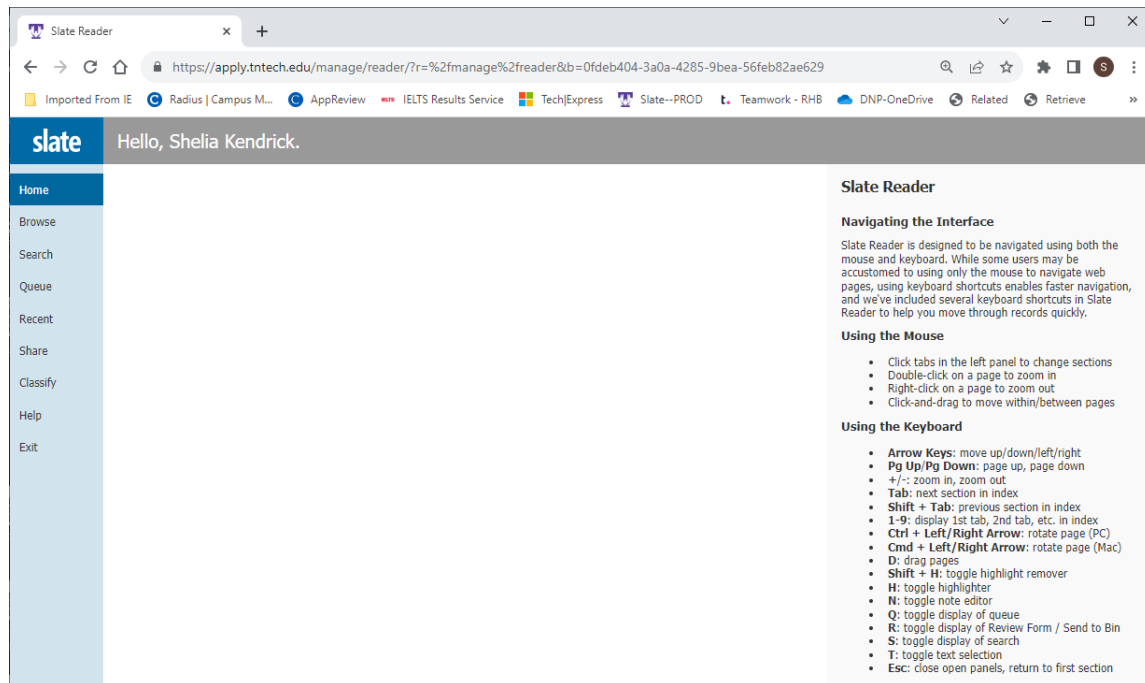 Slate Reader
https://apply.tntech.edu/manage/reader/?r=%2fmanage%2freader&b=0fdeb404-3a0a-4285-9bea-56feb82ae629
S
Imported From IE
C Radius | Campus M...
C AppReview
IELTS IELTS Results Service
Tech|Express
Slate--PROD
t. Teamwork - RHB
DNP-OneDrive
Related
Retrieve
»
slate
Hello, Shelia Kendrick.
Home
Browse
Search
Queue
Recent
Share
Classify
Help
Exit
Slate Reader
Navigating the Interface
Slate Reader is designed to be navigated using both the
mouse and keyboard. While some users may be
accustomed to using only the mouse to navigate web
pages, using keyboard shortcuts enables faster navigation,
and we've included several keyboard shortcuts in Slate
Reader to help you move through records quickly.
Using the Mouse
• Click tabs in the left panel to change sections
• Double-click on a page to zoom in
• Right-click on a page to zoom out
• Click-and-drag to move within/between pages
Using the Keyboard
• Arrow Keys: move up/down/left/right
• Pg Up/Pg Down: page up, page down
• +/-: zoom in, zoom out
• Tab: next section in index
• Shift + Tab: previous section in index
• 1-9: display 1st tab, 2nd tab, etc. in index
• Ctrl + Left/Right Arrow: rotate page (PC)
• Cmd + Left/Right Arrow: rotate page (Mac)
• D: drag pages
• Shift + H: toggle highlight remover
• H: toggle highlighter
• N: toggle note editor
• Q: toggle display of queue
• R: toggle display of Review Form / Send to Bin
• S: toggle display of search
• T: toggle text selection
• Esc: close open panels, return to first section